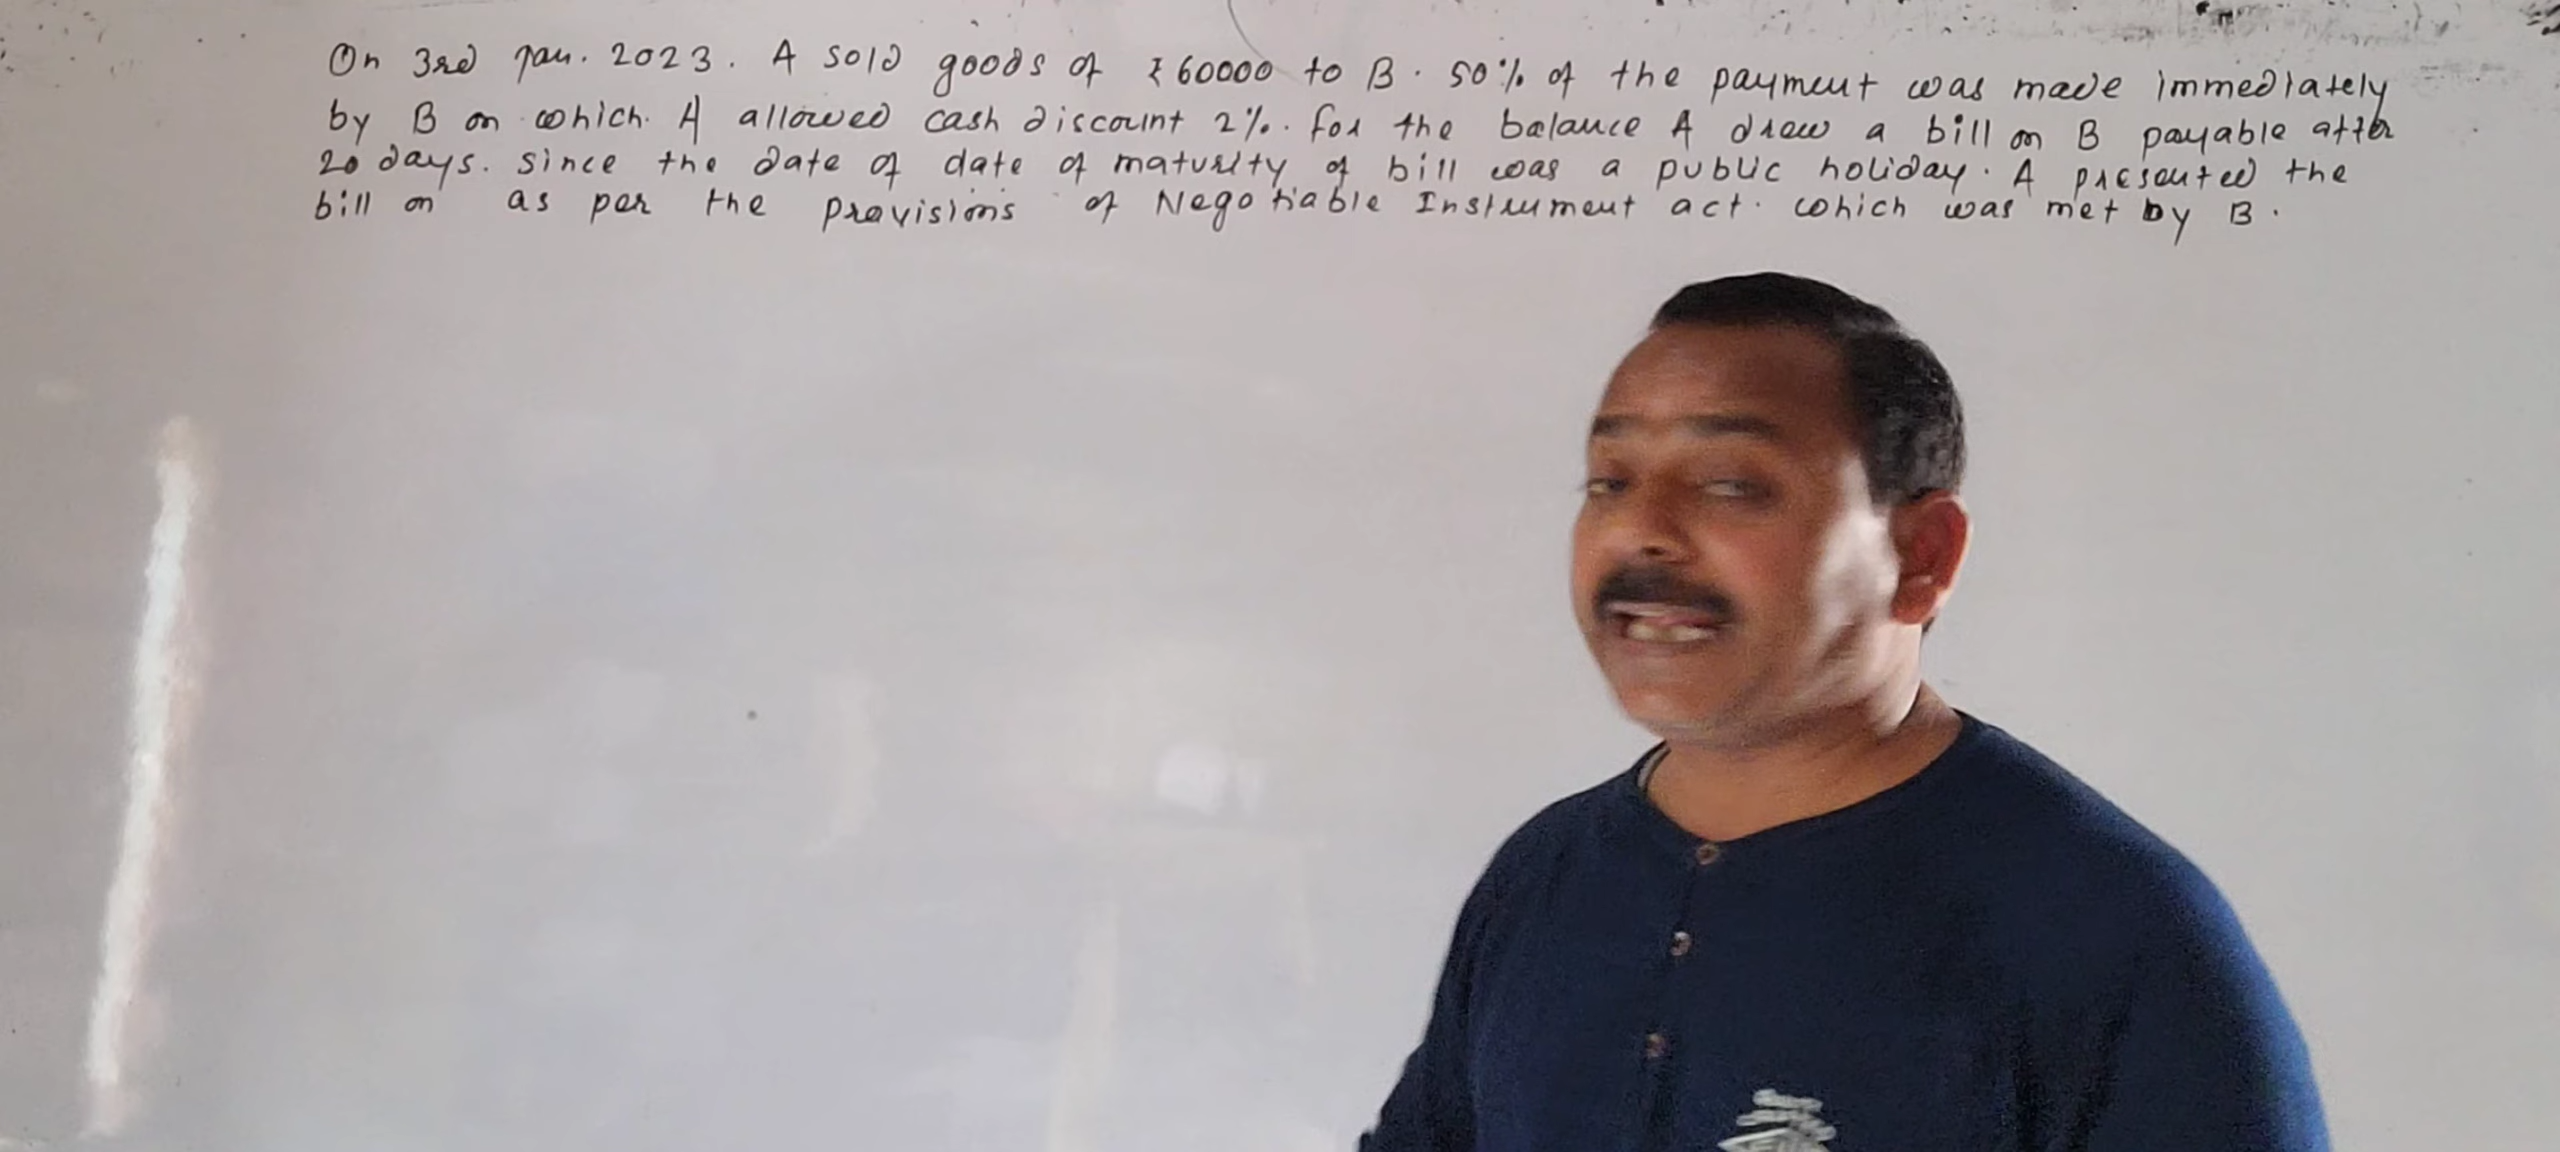 On 3rd Jan. 2023. A sold goods of ₹ 60000 to B. 50% of the payment was made immediately
by B on which. A allowed cash discount 2%. for the balance A drew a bill on B payable after
20 days. since the date of date of maturity of bill was a public holiday. A presented the
bill on as per the provisions of Negotiable Instrument act. which was met by B.